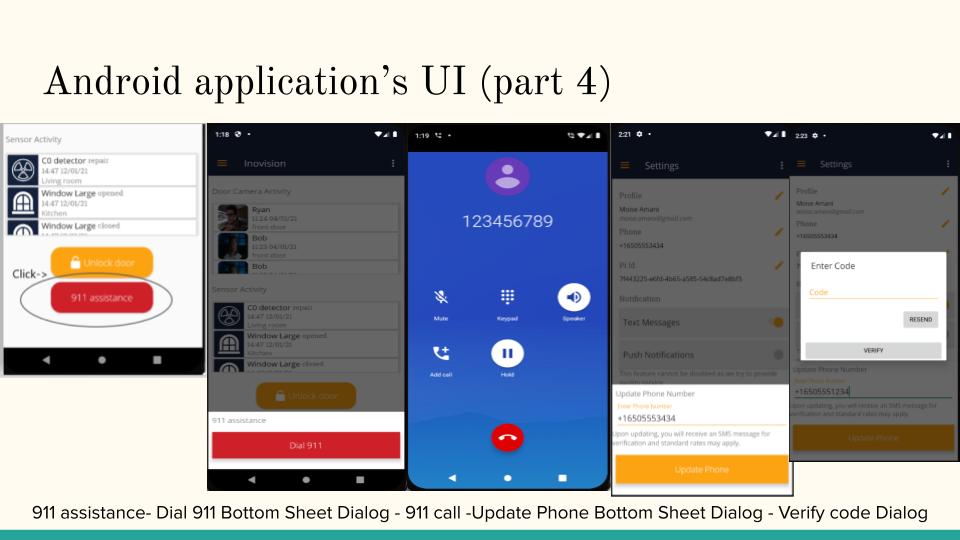 Android application's UI (part 4)
Sensor Activity
C0 detector repair
14:47 12/01/21
Living room
Window Large opened
14:47 12/01/21
Kitchen
Window Large closed
Click->
Unlock door
911 assistance
1:18
Inovision
Door Camera Activity
Ryan
11:24 04/01/21
front door
Bob
11:23 04/01/21
front door
Bob
Sensor Activity
C0 detector repair
14:47 12/01/21
Living room
Window Large opened
14:47 12/01/21
Kitchen
Window Large closed
Unlock door
911 assistance
Dial 911
1:19
123456789
Mute
Keypad
Speaker
Add call
Hold
2:21
Settings
Profile
Moise Amani
moise.amani@gmail.com
Phone
+16505553434
Pi Id
Notification
Text Messages
Push Notifications
This feature cannot be disabled as we try to provide
Update Phone Number
Enter Phone Number
+16505553434
Upon updating, you will receive an SMS message for
verification and standard rates may apply.
Update Phone
2:23
Settings
Profile
Moise Amani
moise.amani@gmail.com
Phone
+16505553434
Enter Code
Code
RESEND
VERIFY
Update Phone Number
Enter Phone Number
+16505551234
Upon updating, you will receive an SMS message for
verification and standard rates may apply.
Update Phone
911 assistance- Dial 911 Bottom Sheet Dialog - 911 call -Update Phone Bottom Sheet Dialog - Verify code Dialog